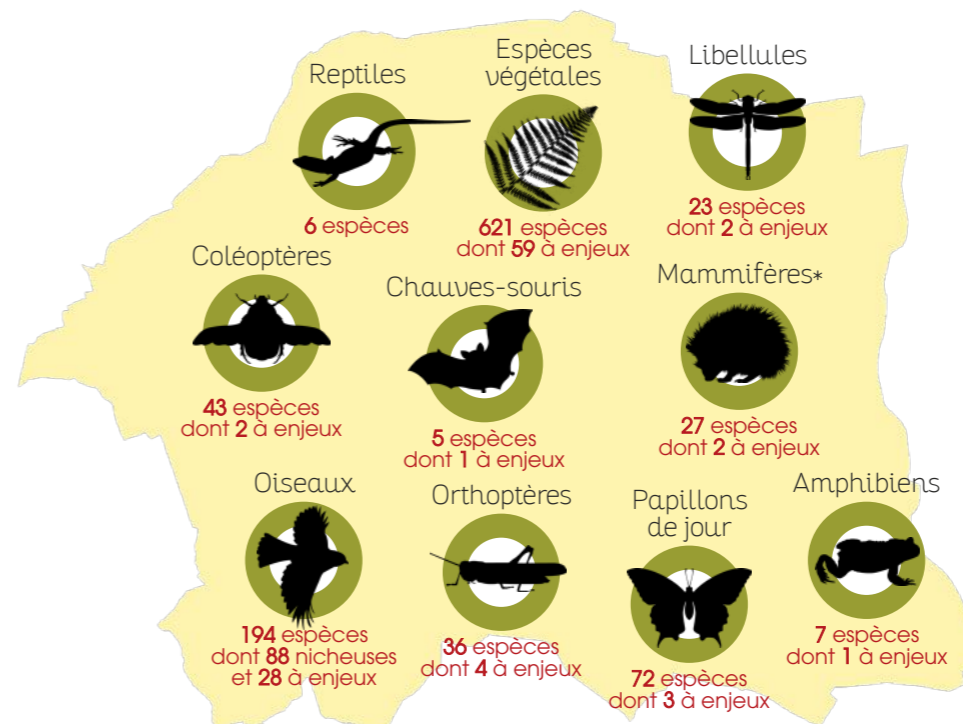 Reptiles
6 espèces
Espèces
végétales
621 espèces
dont 59 à enjeux
Libellules
23 espèces
dont 2 à enjeux
Coléoptères
43 espèces
dont 2 à enjeux
Chauves-souris
5 espèces
dont 1 à enjeux
Mammifères*
27 espèces
dont 2 à enjeux
Oiseaux
194 espèces
dont 88 nicheuses
et 28 à enjeux
Orthoptères
36 espèces
dont 4 à enjeux
Papillons
de jour
72 espèces
dont 3 à enjeux
Amphibiens
7 espèces
dont 1 à enjeux